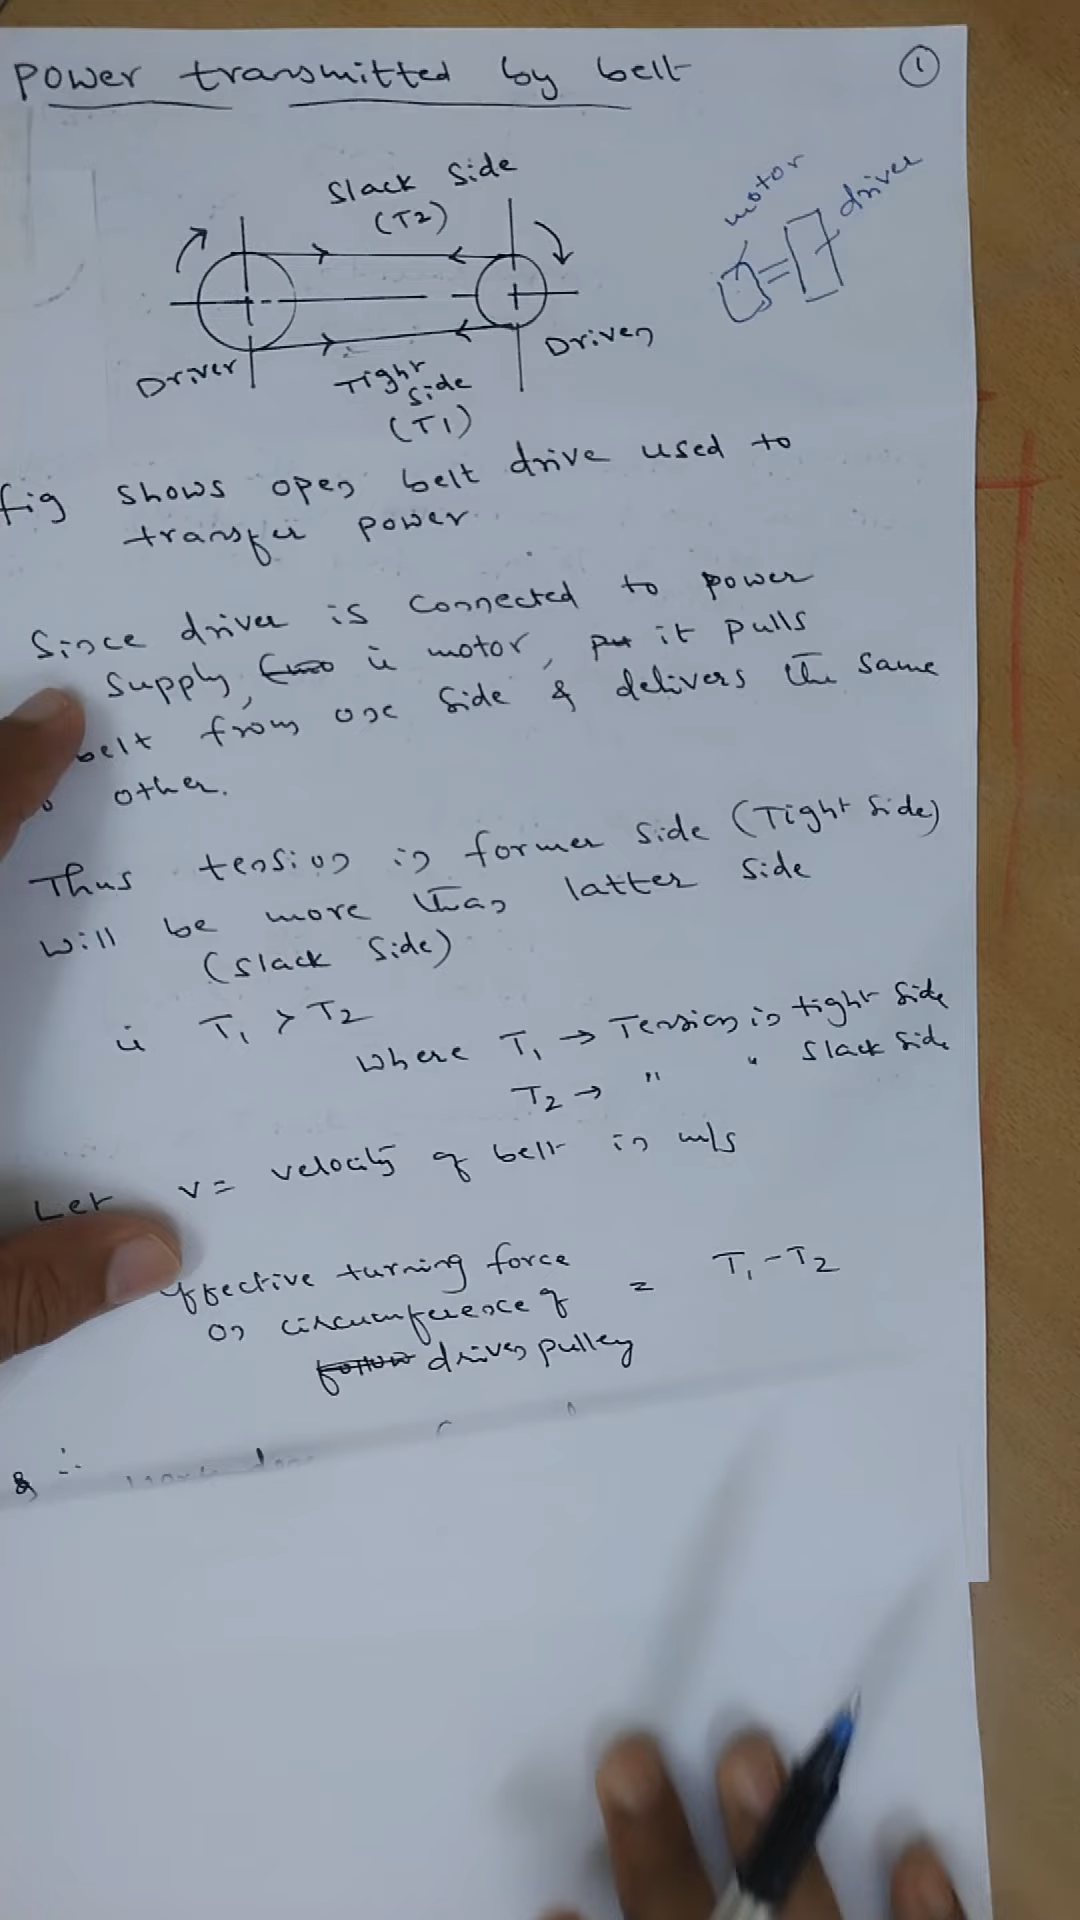 Power transmitted by belt
1
motor
driver
Slack Side
(T2)
Driver
Driven
Tight
Side
(T1)
fig shows open belt drive used to
transfer power.
Since driver is connected to power
supply, ie motor, it pulls
belt from one side & delivers the same
other.
Thus tension in former side (Tight Side)
will be more than latter side
(Slack Side)
ie T1 > T2
where T1 → Tension in tight side
T2 → " " slack side
Let v = velocity of belt in m/s
effective turning force
on circumference of = T1 - T2
driven pulley
& ∴